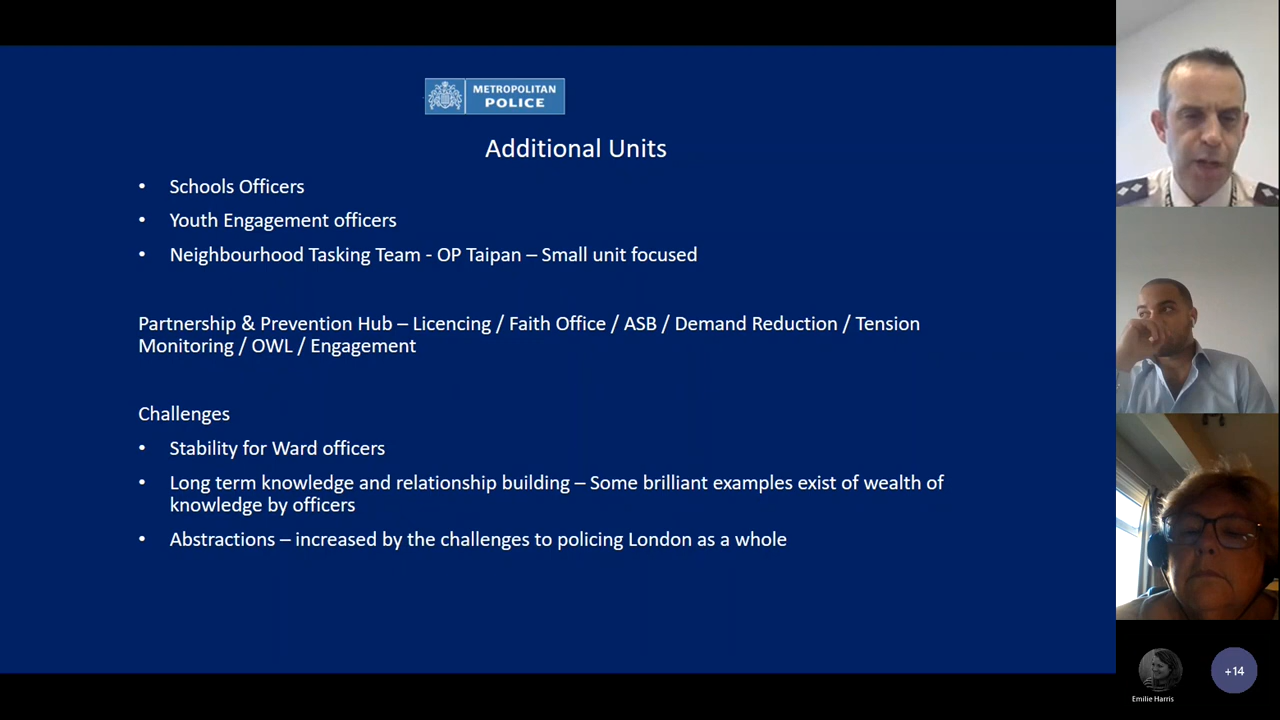 METROPOLITAN
POLICE
Additional Units
• Schools Officers
• Youth Engagement officers
• Neighbourhood Tasking Team - OP Taipan – Small unit focused
Partnership & Prevention Hub – Licencing / Faith Office / ASB / Demand Reduction / Tension
Monitoring / OWL / Engagement
Challenges
• Stability for Ward officers
• Long term knowledge and relationship building – Some brilliant examples exist of wealth of
knowledge by officers
• Abstractions – increased by the challenges to policing London as a whole
Emilie Harris
+14